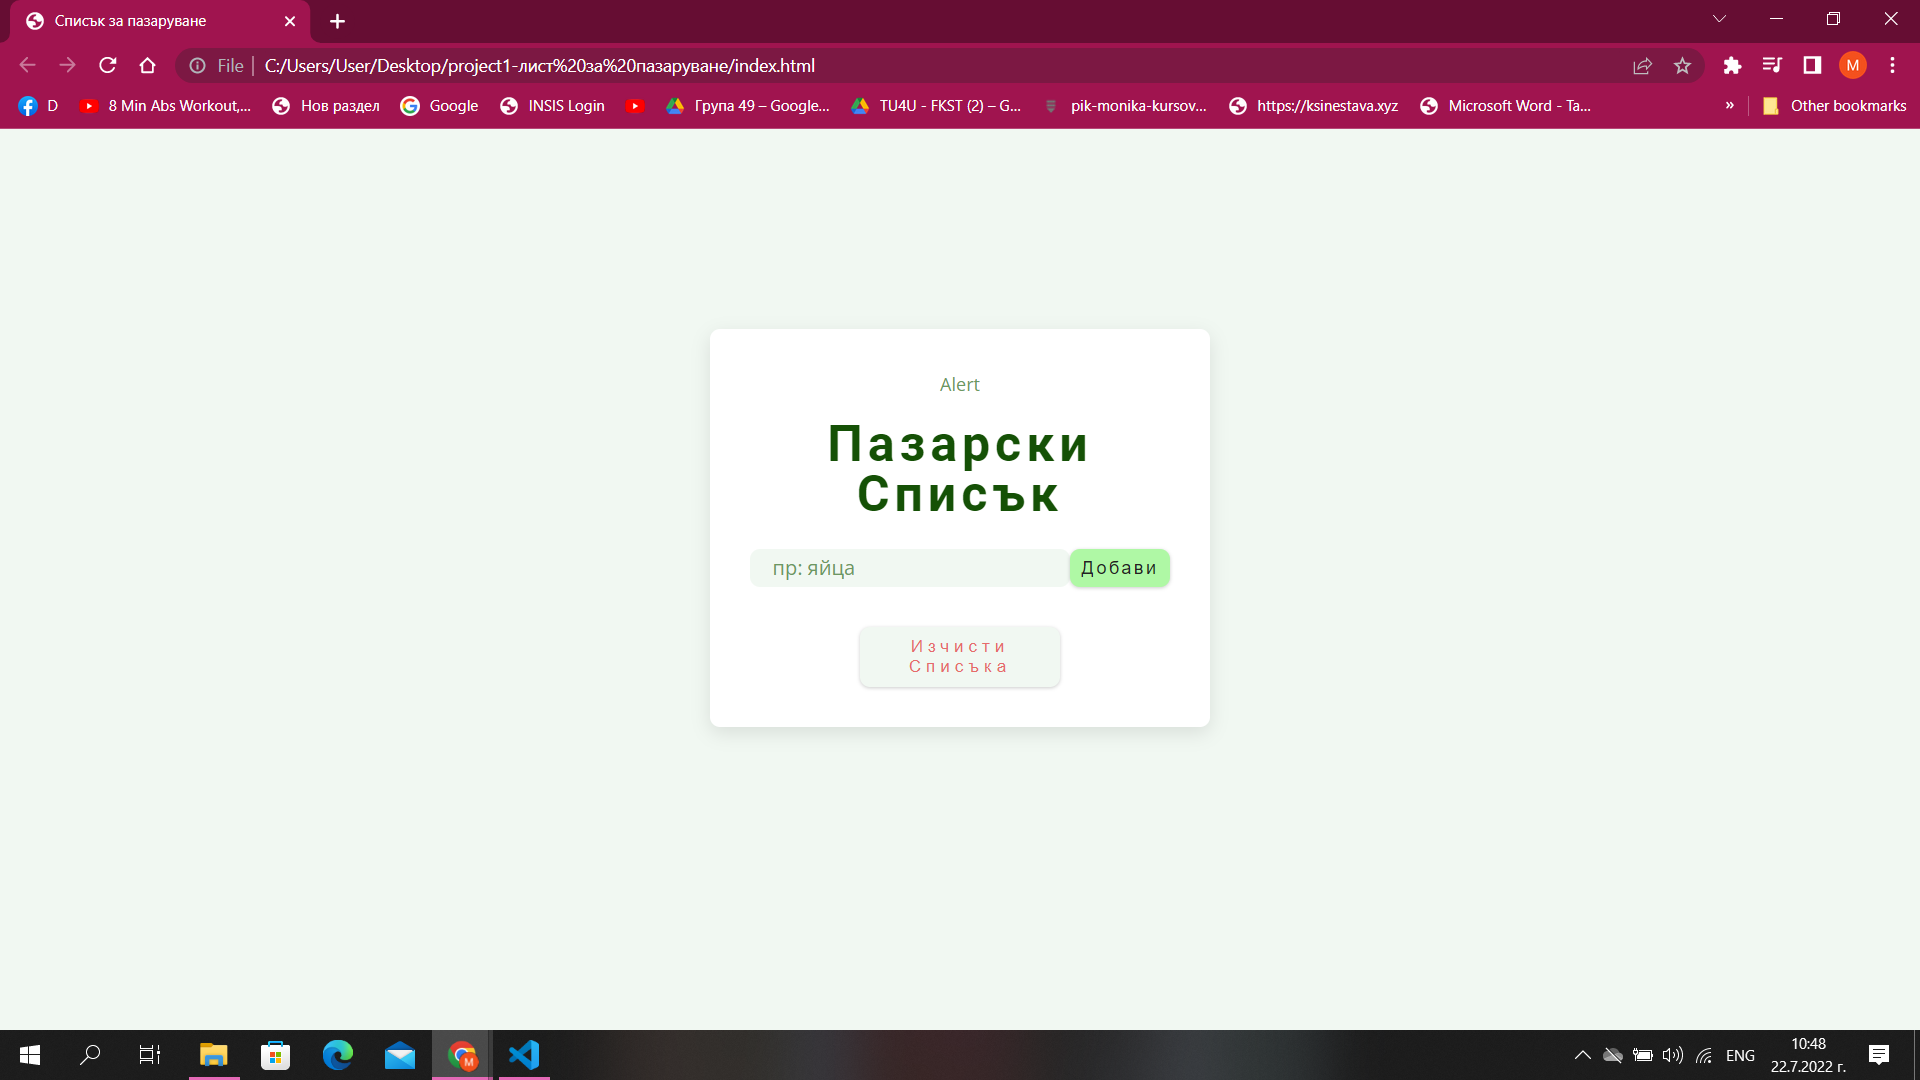 Списък за пазаруване
File
C:/Users/User/Desktop/project1-лист%20за%20пазаруване/index.html
M
D
8 Min Abs Workout,...
Нов раздел
Google
INSIS Login
Група 49 – Google...
TU4U - FKST (2) – G...
pik-monika-kursov...
https://ksinestava.xyz
Microsoft Word - Ta...
»
Other bookmarks
Alert
Пазарски
Списък
пр: яйца
Добави
Изчисти
Списъка
M
ENG
10:48
22.7.2022 г.